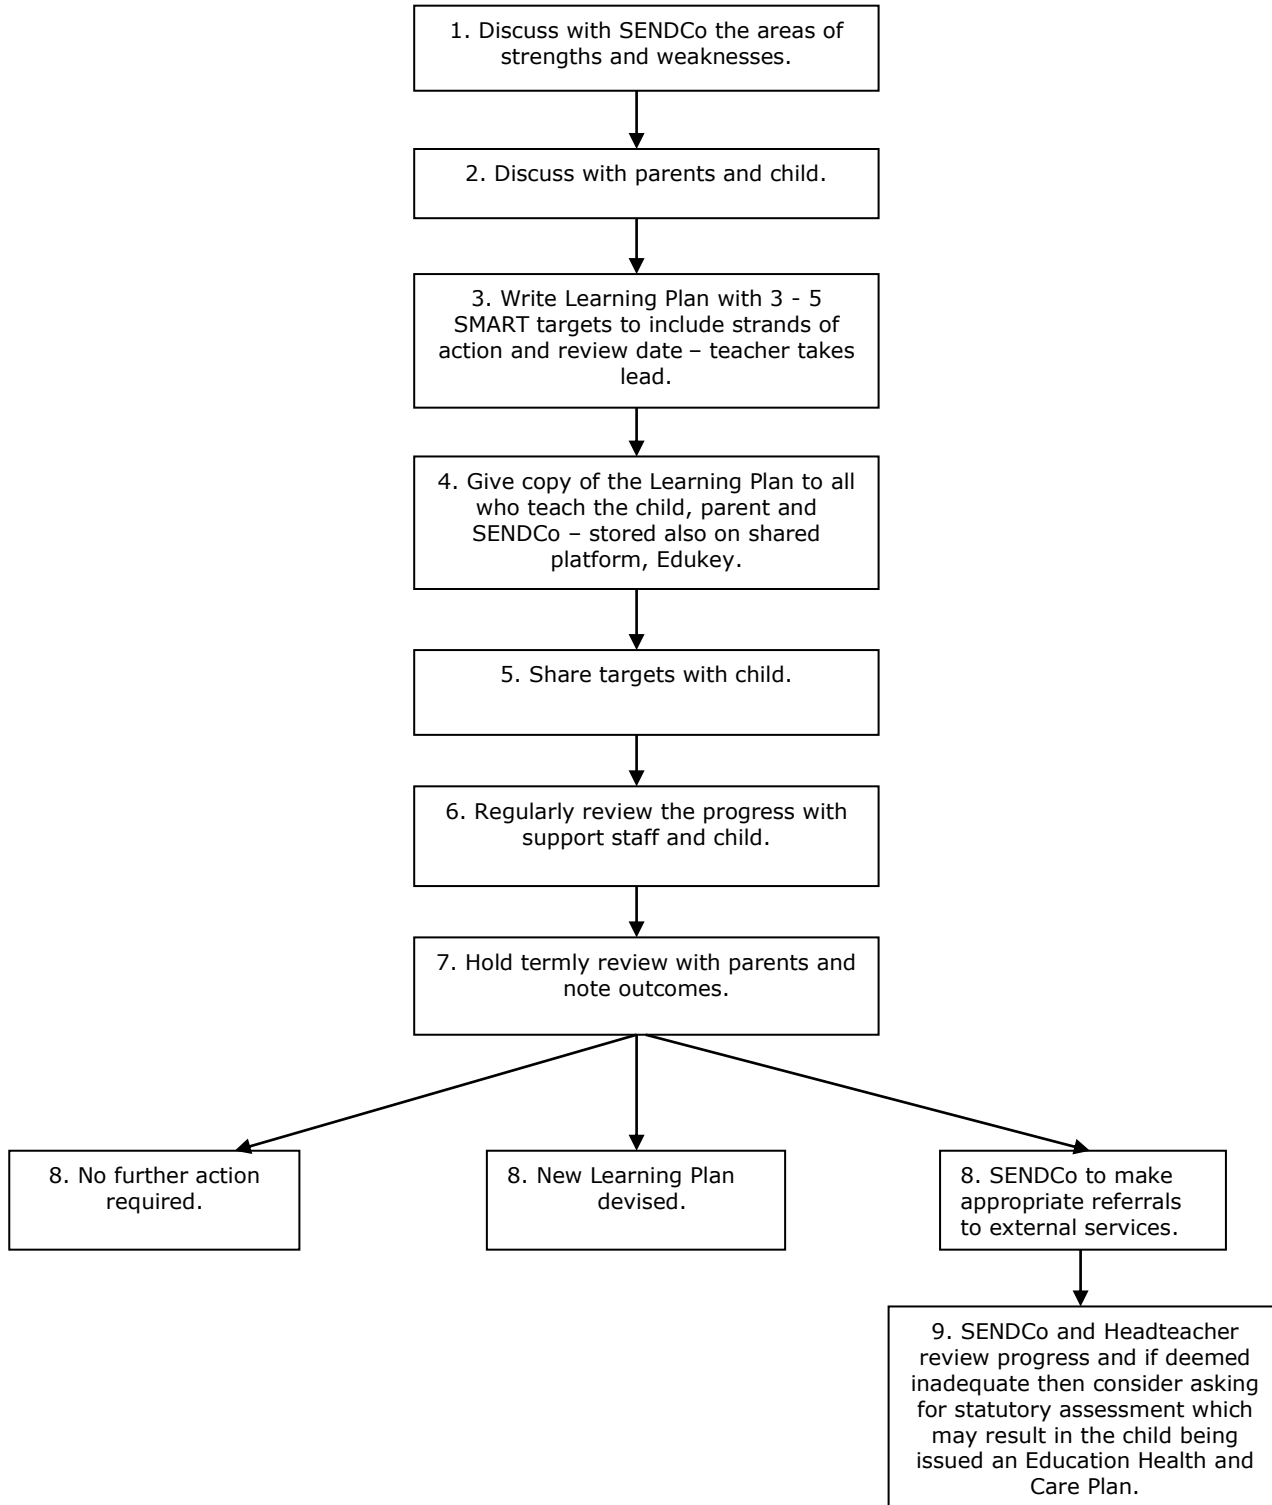 1. Discuss with SENDCo the areas of
strengths and weaknesses.
2. Discuss with parents and child.
3. Write Learning Plan with 3 - 5
SMART targets to include strands of
action and review date – teacher takes
lead.
4. Give copy of the Learning Plan to all
who teach the child, parent and
SENDCo – stored also on shared
platform, Edukey.
5. Share targets with child.
6. Regularly review the progress with
support staff and child.
7. Hold termly review with parents and
note outcomes.
8. No further action
required.
8. New Learning Plan
devised.
8. SENDCo to make
appropriate referrals
to external services.
9. SENDCo and Headteacher
review progress and if deemed
inadequate then consider asking
for statutory assessment which
may result in the child being
issued an Education Health and
Care Plan.